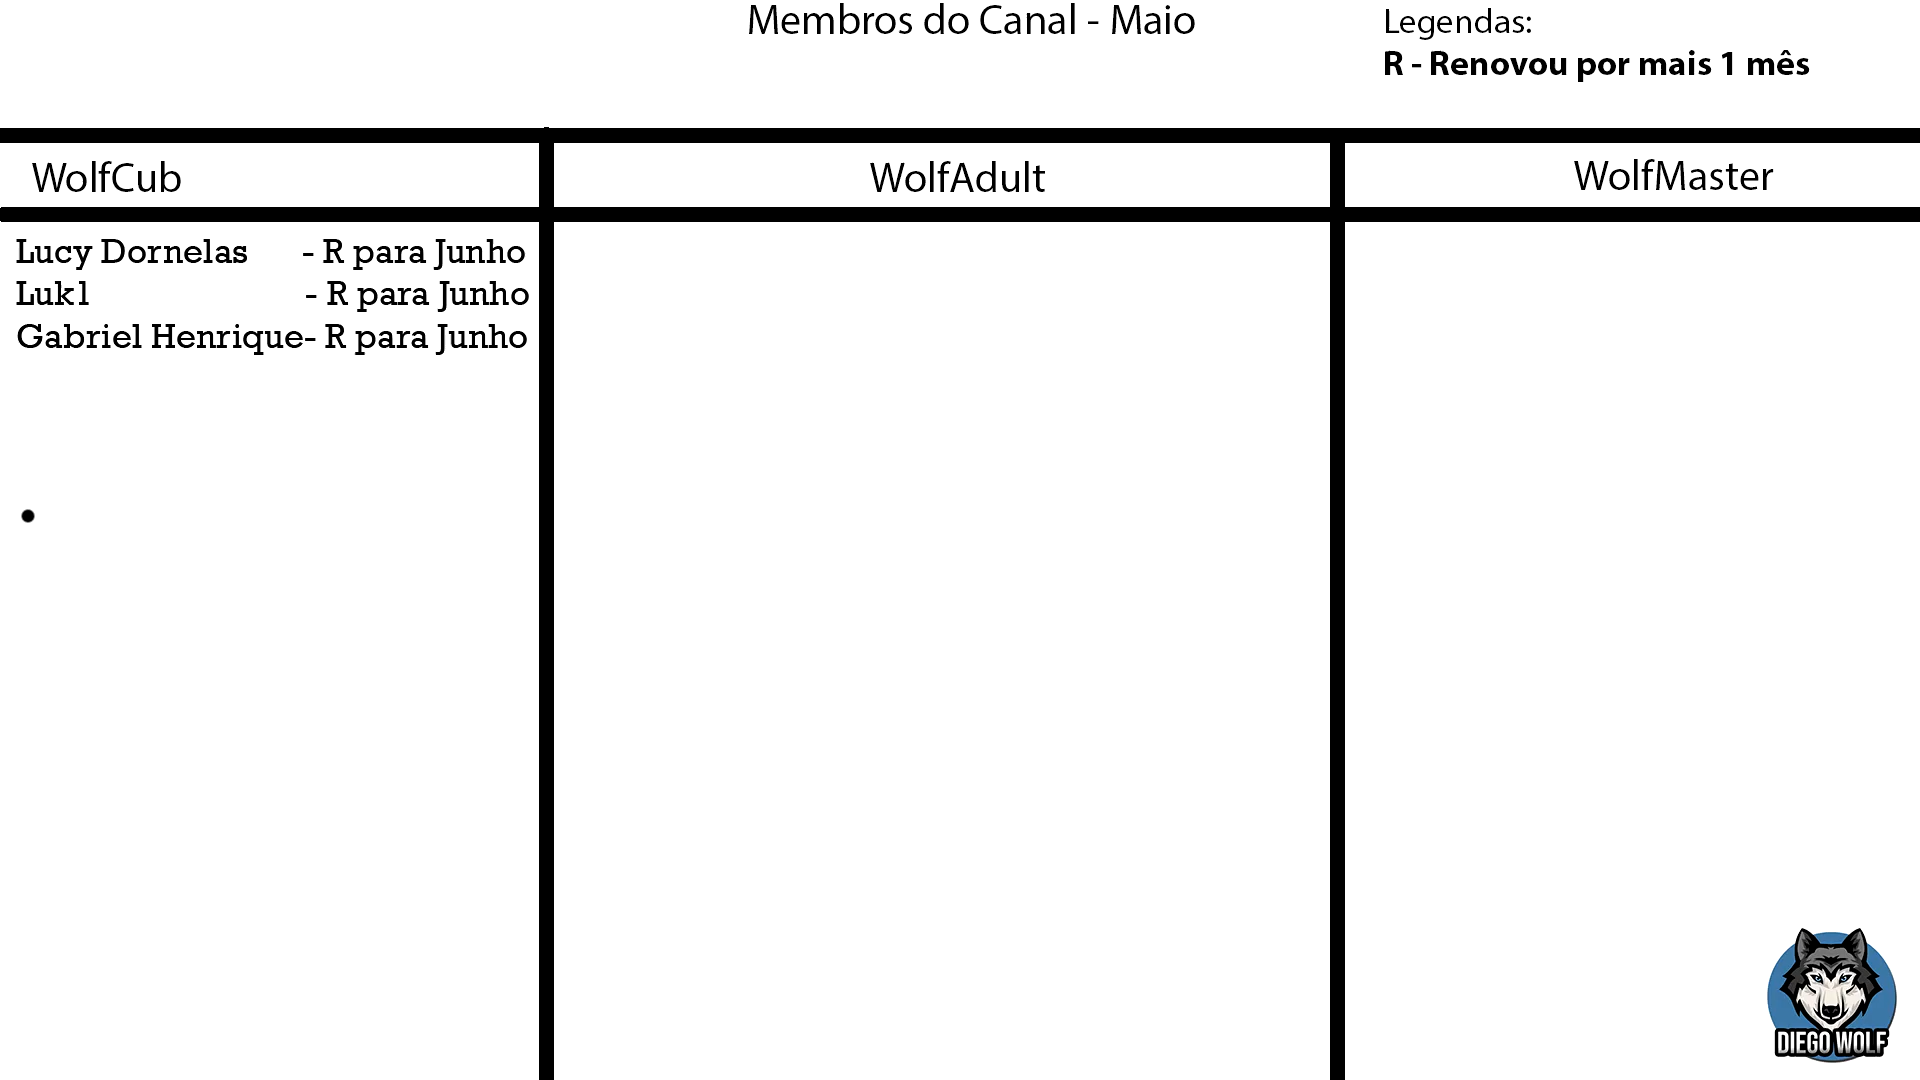 Membros do Canal - Maio
Legendas:
R - Renovou por mais 1 mês
WolfCub
WolfAdult
WolfMaster
Lucy Dornelas - R para Junho
Luk1 - R para Junho
Gabriel Henrique- R para Junho
DIEGO WOLF